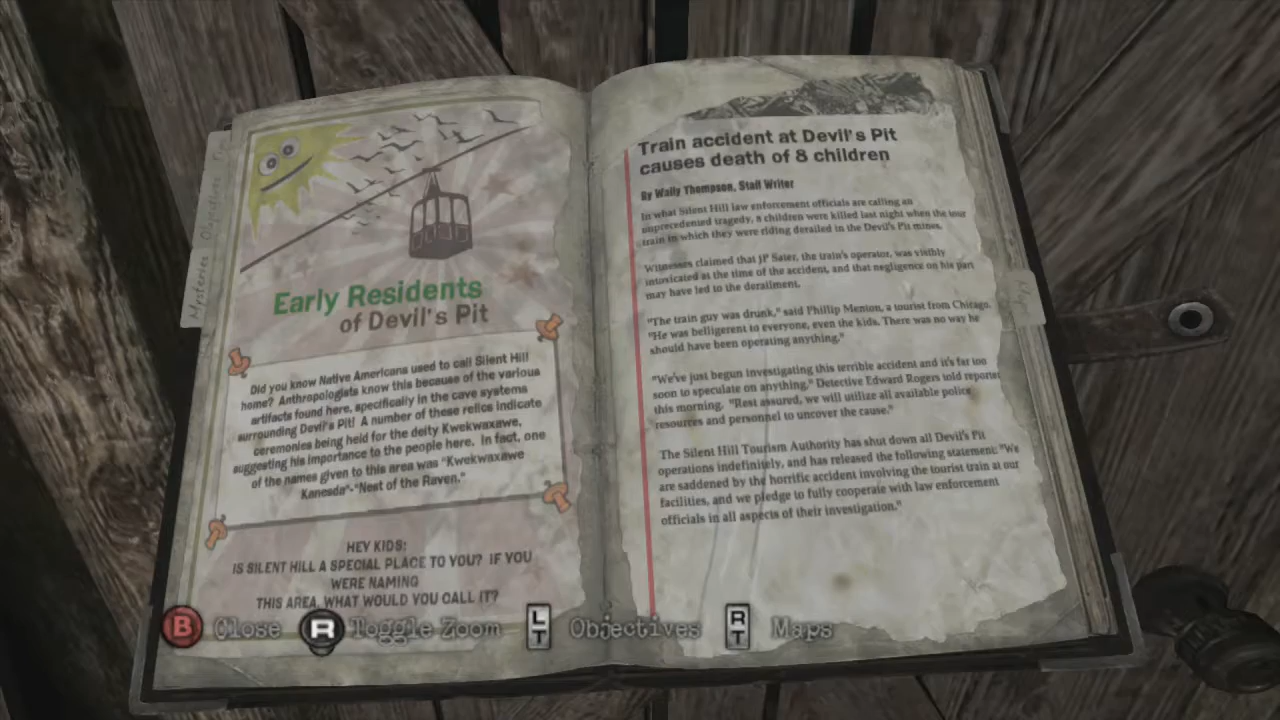 Mysteries
Objectives
Early Residents
of Devil's Pit
Did you know Native Americans used to call Silent Hill
home? Anthropologists know this because of the various
artifacts found here, specifically in the cave systems
surrounding Devil's Pit! A number of these relics indicate
ceremonies being held for the deity Kwekwaxawe,
suggesting his importance to the people here. In fact, one
of the names given to this area was "Kwekwaxawe
Kanesda"-"Nest of the Raven."
HEY KIDS:
IS SILENT HILL A SPECIAL PLACE TO YOU? IF YOU
WERE NAMING
THIS AREA, WHAT WOULD YOU CALL IT?
Train accident at Devil's Pit
causes death of 8 children
By Wally Thompson, Staff Writer
In what Silent Hill law enforcement officials are calling an
unprecedented tragedy, 8 children were killed last night when the tour
train in which they were riding derailed in the Devil's Pit mines.
Witnesses claimed that JP Sater, the train's operator, was visibly
intoxicated at the time of the accident, and that negligence on his part
may have led to the derailment.
"The train guy was drunk," said Phillip Menton, a tourist from Chicago.
"He was belligerent to everyone, even the kids. There was no way he
should have been operating anything."
"We've just begun investigating this terrible accident and it's far too
soon to speculate on anything," Detective Edward Rogers told reporter
this morning. "Rest assured, we will utilize all available police
resources and personnel to uncover the cause."
The Silent Hill Tourism Authority has shut down all Devil's Pit
operations indefinitely, and has released the following statement: "We
are saddened by the horrific accident involving the tourist train at our
facilities, and we pledge to fully cooperate with law enforcement
officials in all aspects of their investigation."
B Close R Toggle Zoom LT Objectives RT Maps